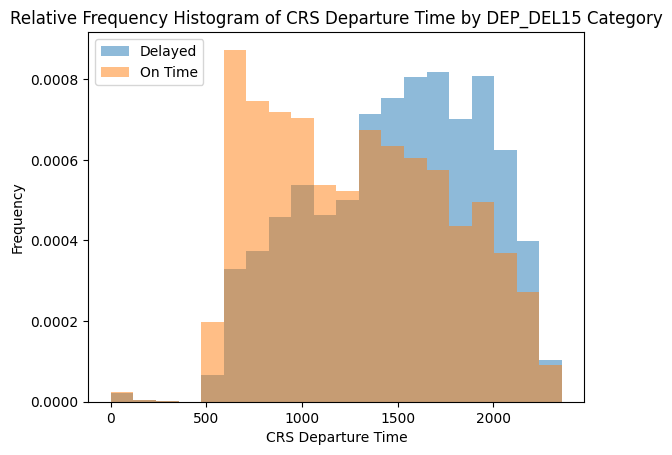 Relative Frequency Histogram of CRS Departure Time by DEP_DEL15 Category
Delayed
On Time
0.0008
0.0006
0.0004
0.0002
0.0000
Frequency
0 500 1000 1500 2000
CRS Departure Time